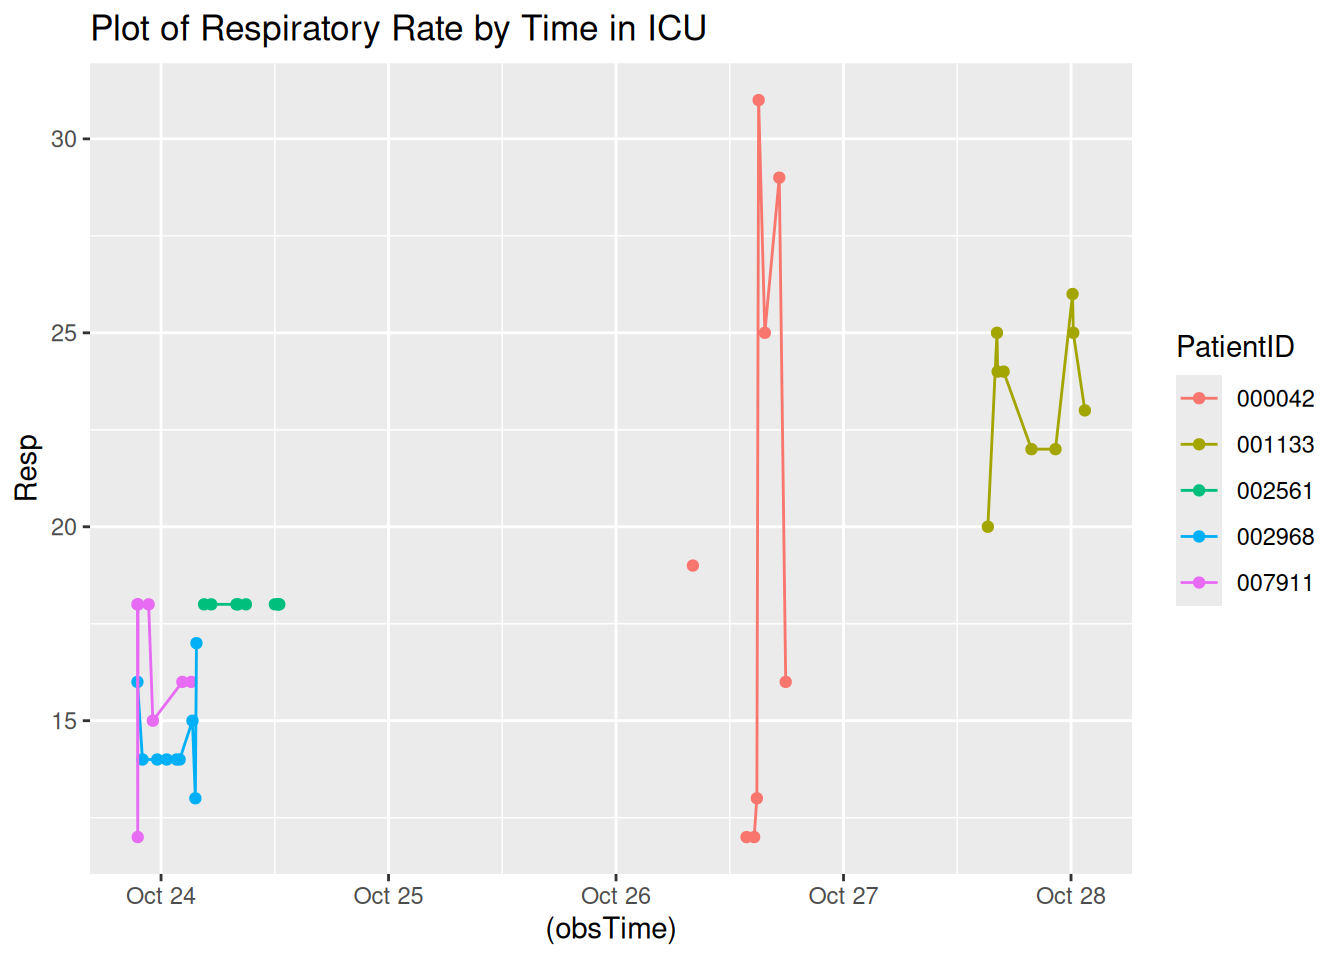 Plot of Respiratory Rate by Time in ICU
30
25
20
15
Resp
Oct 24
Oct 25
Oct 26
Oct 27
Oct 28
(obsTime)
PatientID
000042
001133
002561
002968
007911